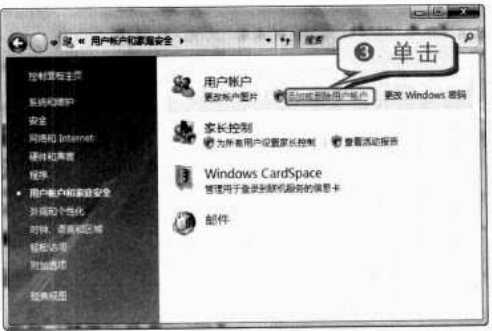 « 用户帐户和家庭安全 ›
搜索
❸ 单击
控制面板主页
系统和维护
安全
网络和 Internet
硬件和声音
程序
• 用户帐户和家庭安全
外观和个性化
时钟、语言和区域
轻松访问
附加选项
经典视图
用户帐户
更改帐户图片
添加或删除用户帐户
更改 Windows 密码
家长控制
为所有用户设置家长控制
查看活动报告
Windows CardSpace
管理用于登录到联机服务的信息卡
邮件